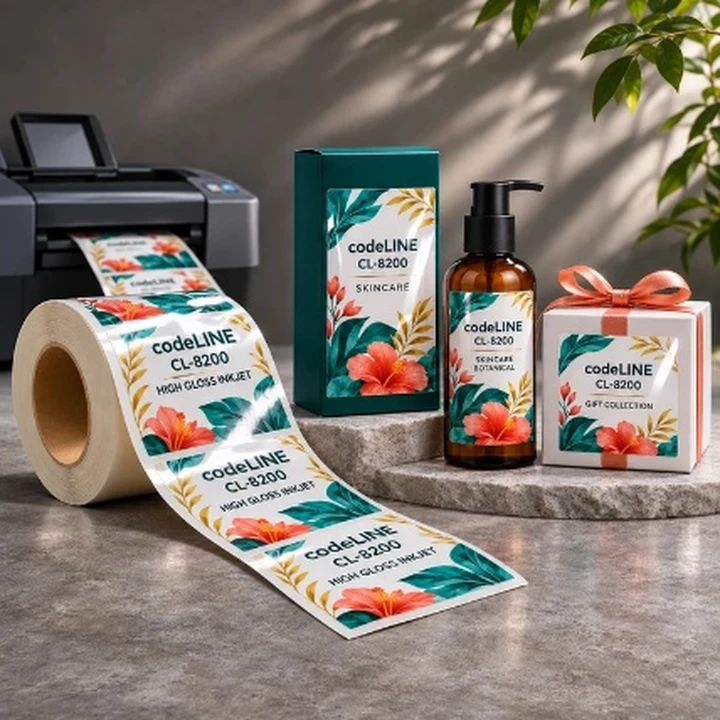 codeLINE
codeLINE
CL-8200
HIGH GLOSS INKJET
codeLINE
CL-8200
HIGH GLOSS INKJET
codeLINE
CL-8200
HIGH GLOSS INKJET
codeLINE
CL-8200
SKINCARE
codeLINE
CL-8200
SKINCARE
BOTANICAL
codeLINE
CL-8200
GIFT COLLECTION